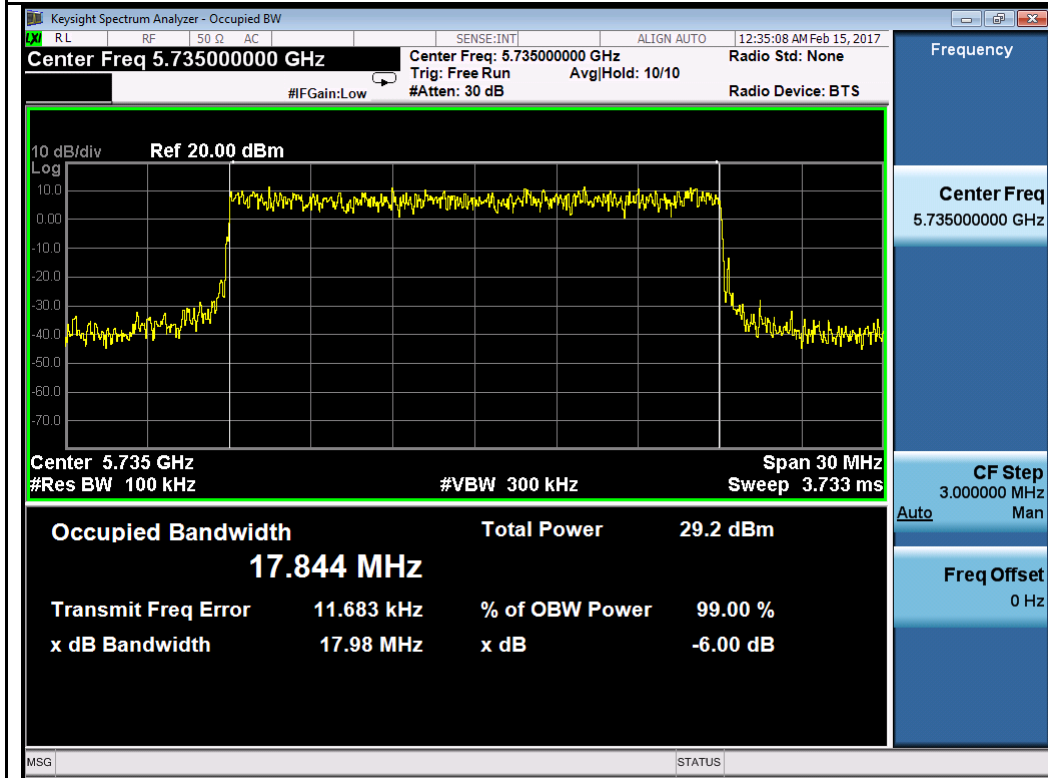 Keysight Spectrum Analyzer - Occupied BW
RL RF 50 Ω AC SENSE:INT ALIGN AUTO 12:35:08 AM Feb 15, 2017
Center Freq 5.735000000 GHz
Center Freq: 5.735000000 GHz
Radio Std: None
Trig: Free Run Avg|Hold: 10/10
#IFGain:Low
#Atten: 30 dB
Radio Device: BTS
10 dB/div Ref 20.00 dBm
Log
10.0
0.00
-10.0
-20.0
-30.0
-40.0
-50.0
-60.0
-70.0
Center 5.735 GHz
Span 30 MHz
#Res BW 100 kHz
#VBW 300 kHz
Sweep 3.733 ms
Occupied Bandwidth
17.844 MHz
Total Power 29.2 dBm
Transmit Freq Error 11.683 kHz
% of OBW Power 99.00 %
x dB Bandwidth 17.98 MHz
x dB -6.00 dB
MSG
STATUS
Frequency
Center Freq
5.735000000 GHz
CF Step
3.000000 MHz
Auto Man
Freq Offset
0 Hz